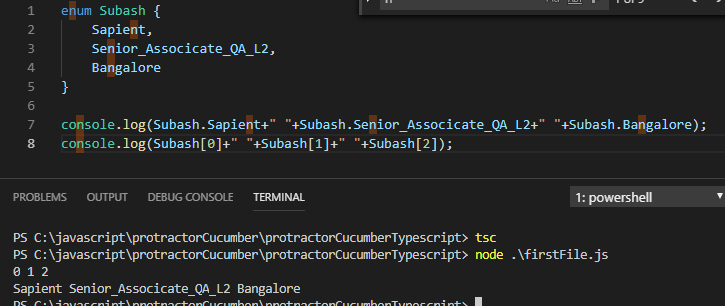 1 enum Subash {
2 Sapient,
3 Senior_Associcate_QA_L2,
4 Bangalore
5 }
6
7 console.log(Subash.Sapient+" "+Subash.Senior_Associcate_QA_L2+" "+Subash.Bangalore);
8 console.log(Subash[0]+" "+Subash[1]+" "+Subash[2]);
PROBLEMS OUTPUT DEBUG CONSOLE TERMINAL 1: powershell
PS C:\javascript\protractorCucumber\protractorCucumberTypescript> tsc
PS C:\javascript\protractorCucumber\protractorCucumberTypescript> node .\firstFile.js
0 1 2
Sapient Senior_Associcate_QA_L2 Bangalore
PS C:\javascript\protractorCucumber\protractorCucumberTypescript>